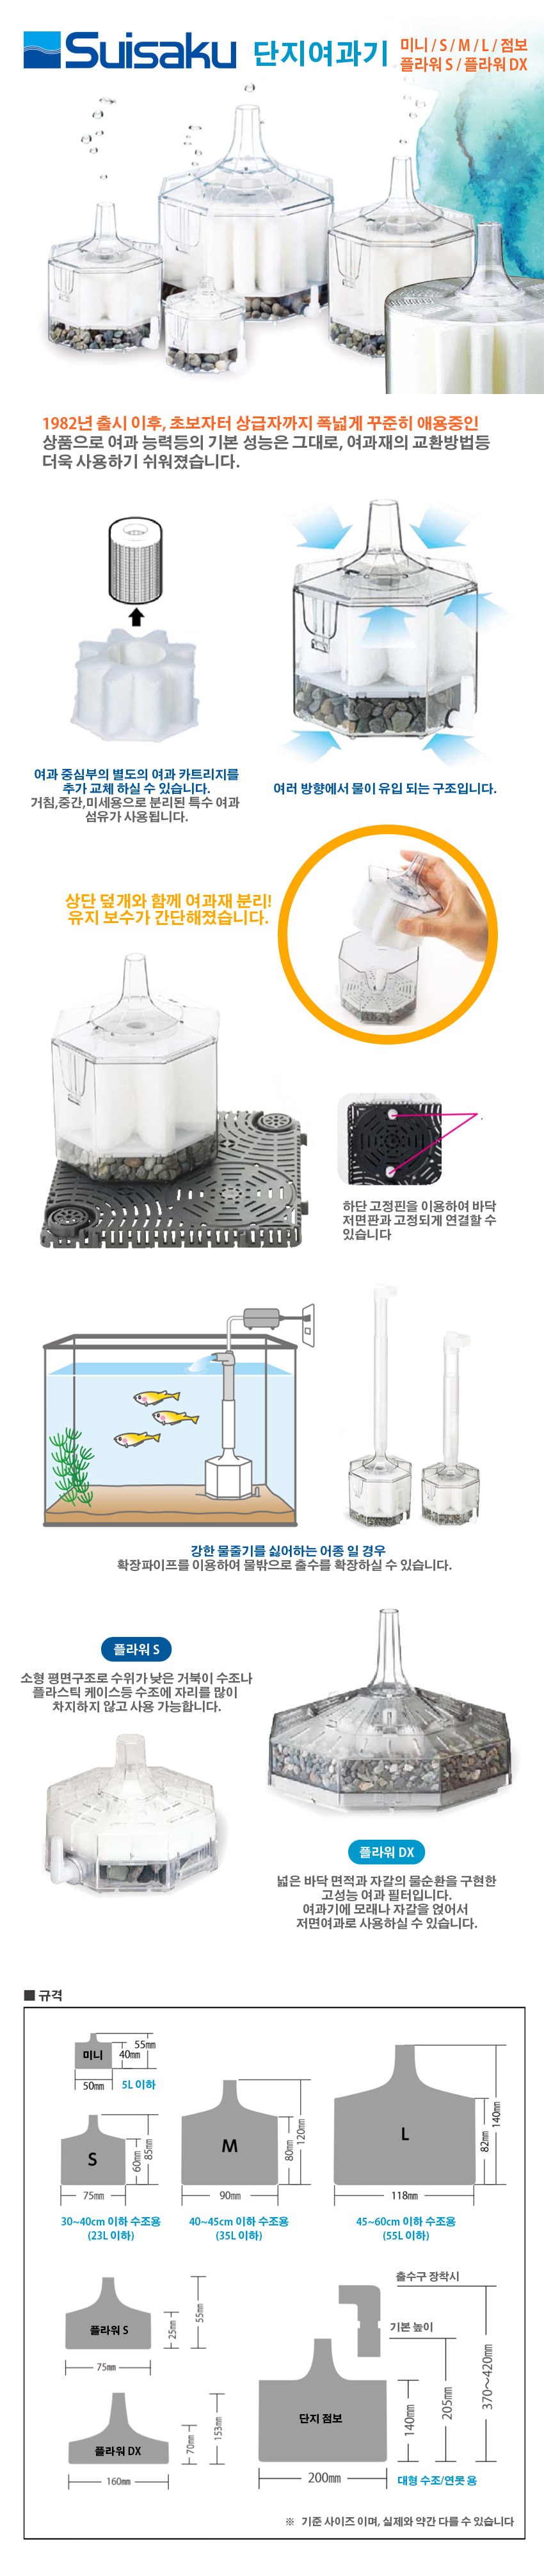 Suisaku 단지여과기 미니 / S / M / L / 점보
플라워 S / 플라워 DX
1982년 출시 이후, 초보자터 상급자까지 폭넓게 꾸준히 애용중인
상품으로 여과 능력등의 기본 성능은 그대로, 여과재의 교환방법등
더욱 사용하기 쉬워졌습니다.
여과 중심부의 별도의 여과 카트리지를
추가 교체 하실 수 있습니다.
거침,중간,미세용으로 분리된 특수 여과
섬유가 사용됩니다.
여러 방향에서 물이 유입 되는 구조입니다.
상단 덮개와 함께 여과재 분리!
유지 보수가 간단해졌습니다.
하단 고정핀을 이용하여 바닥
저면판과 고정되게 연결할 수
있습니다
강한 물줄기를 싫어하는 어종 일 경우
확장파이프를 이용하여 물밖으로 출수를 확장하실 수 있습니다.
플라워 S
소형 평면구조로 수위가 낮은 거북이 수조나
플라스틱 케이스등 수조에 자리를 많이
차지하지 않고 사용 가능합니다.
플라워 DX
넓은 바닥 면적과 자갈의 물순환을 구현한
고성능 여과 필터입니다.
여과기에 모래나 자갈을 얹어서
저면여과로 사용하실 수 있습니다.
■ 규격
미니
40mm
55mm
50mm
5L 이하
S
60mm
85mm
75mm
30~40cm 이하 수조용
(23L 이하)
M
80mm
120mm
90mm
40~45cm 이하 수조용
(35L 이하)
L
82mm
140mm
118mm
45~60cm 이하 수조용
(55L 이하)
플라워 S
25mm
55mm
75mm
플라워 DX
70mm
153mm
160mm
출수구 장착시
기본 높이
단지 점보
140mm
205mm
370~420mm
200mm
대형 수조/연못 용
※ 기준 사이즈 이며, 실제와 약간 다를 수 있습니다